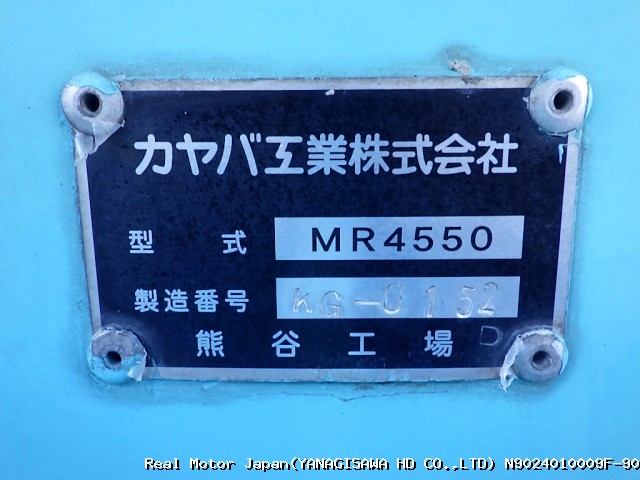 カヤバ工業株式会社
型式 MR4550
製造番号 KG-0152
熊谷工場 D
Real Motor Japan(YANAGISAWA HD CO.,LTD) N9024010009F-90